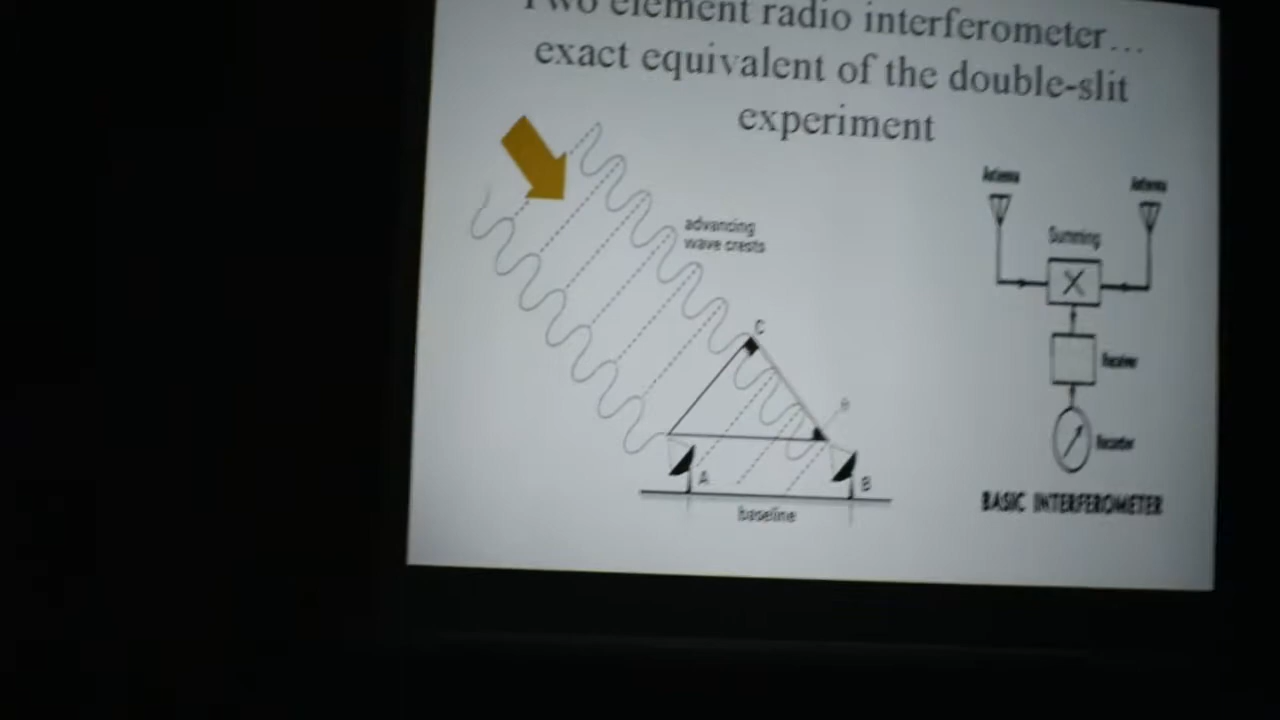 Two element radio interferometer…
exact equivalent of the double-slit
experiment
advancing
wave crests
C
θ
A
B
baseline
Antenna
Antenna
Summing
X
Receiver
Recorder
BASIC INTERFEROMETER